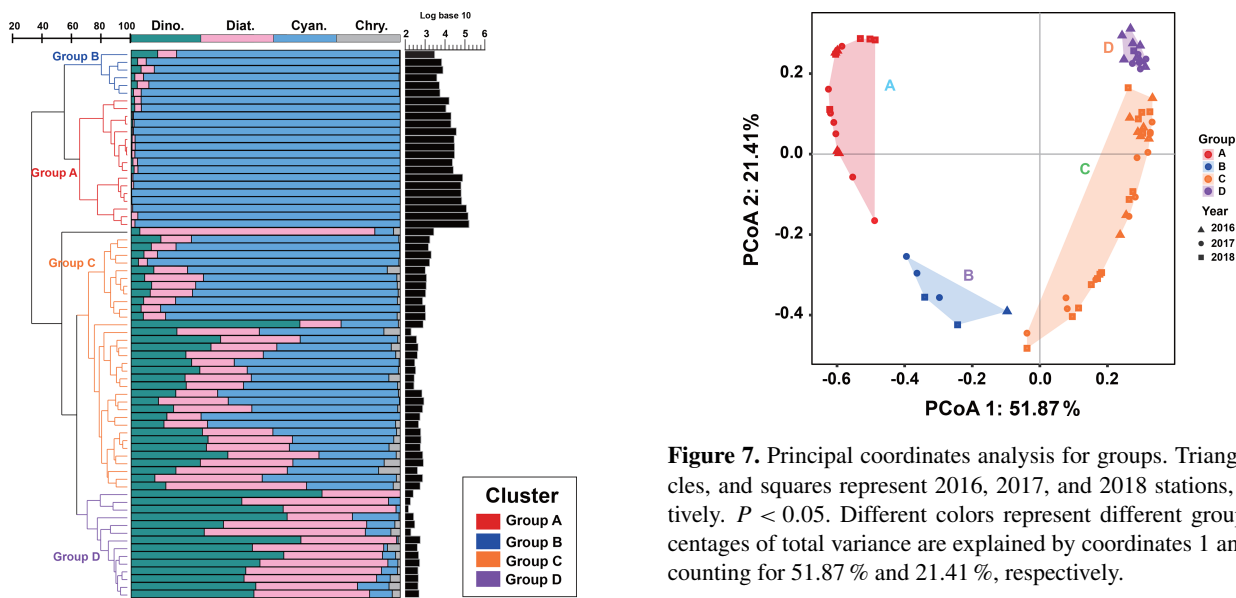 20 40 60 80 100
Dino. Diat. Cyan. Chry.
Log base 10
2 3 4 5 6
Group B
Group A
Group C
Group D
Cluster
Group A
Group B
Group C
Group D
PCoA 2: 21.41%
0.2
0.0
-0.2
-0.4
A
B
C
D
-0.6 -0.4 -0.2 0.0 0.2
PCoA 1: 51.87 %
Group
A
B
C
D
Year
2016
2017
2018
Figure 7. Principal coordinates analysis for groups. Triang
cles, and squares represent 2016, 2017, and 2018 stations,
tively. P < 0.05. Different colors represent different group
centages of total variance are explained by coordinates 1 an
counting for 51.87 % and 21.41 %, respectively.